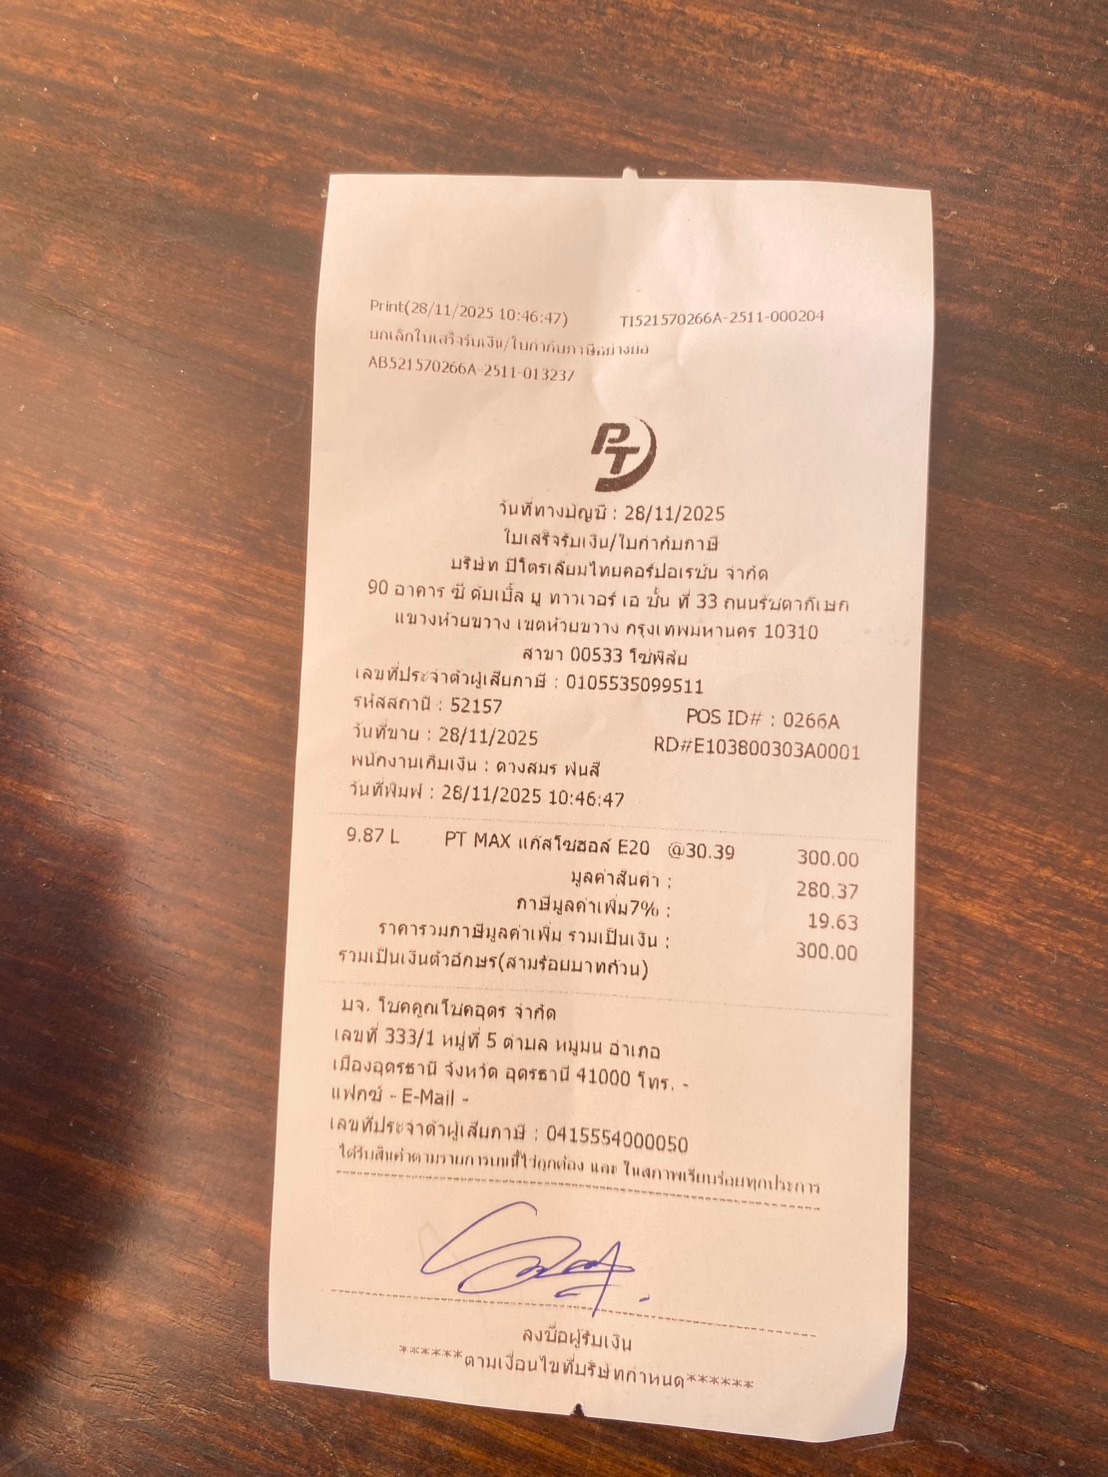 Print(28/11/2025 10:46:47) TI521570266A-2511-000204
ยกเลิกใบเสร็จรับเงิน/ใบกำกับภาษีอย่างย่อ
AB521570266A-2511-013237
PT
วันที่ทางบัญชี : 28/11/2025
ใบเสร็จรับเงิน/ใบกำกับภาษี
บริษัท ปิโตรเลียมไทยคอร์ปอเรชั่น จำกัด
90 อาคาร ซี ดับเบิ้ล ยู ทาวเวอร์ เอ ชั้น ที่ 33 ถนนรัชดาภิเษก
แขวงห้วยขวาง เขตห้วยขวาง กรุงเทพมหานคร 10310
สาขา 00533 โซ่พิสัย
เลขที่ประจำตัวผู้เสียภาษี : 0105535099511
รหัสสถานี : 52157 POS ID# : 0266A
วันที่ขาย : 28/11/2025 RD#E103800303A0001
พนักงานเก็บเงิน : ดวงสมร ฟนสี
วันที่พิมพ์ : 28/11/2025 10:46:47
9.87 L PT MAX แก๊สโซฮอล์ E20 @30.39 300.00
มูลค่าสินค้า : 280.37
ภาษีมูลค่าเพิ่ม7% : 19.63
ราคารวมภาษีมูลค่าเพิ่ม รวมเป็นเงิน : 300.00
รวมเป็นเงินตัวอักษร(สามร้อยบาทถ้วน)
บจ. โชคคูณโชคอุดร จำกัด
เลขที่ 333/1 หมู่ที่ 5 ตำบล หมูม่น อำเภอ
เมืองอุดรธานี จังหวัด อุดรธานี 41000 โทร. -
แฟกซ์ - E-Mail -
เลขที่ประจำตัวผู้เสียภาษี : 0415554000050
ได้รับสินค้าตามรายการบนนี้ไว้ถูกต้อง และ ในสภาพเรียบร้อยทุกประการ
ลงชื่อผู้รับเงิน
******ตามเงื่อนไขที่บริษัทกำหนด******